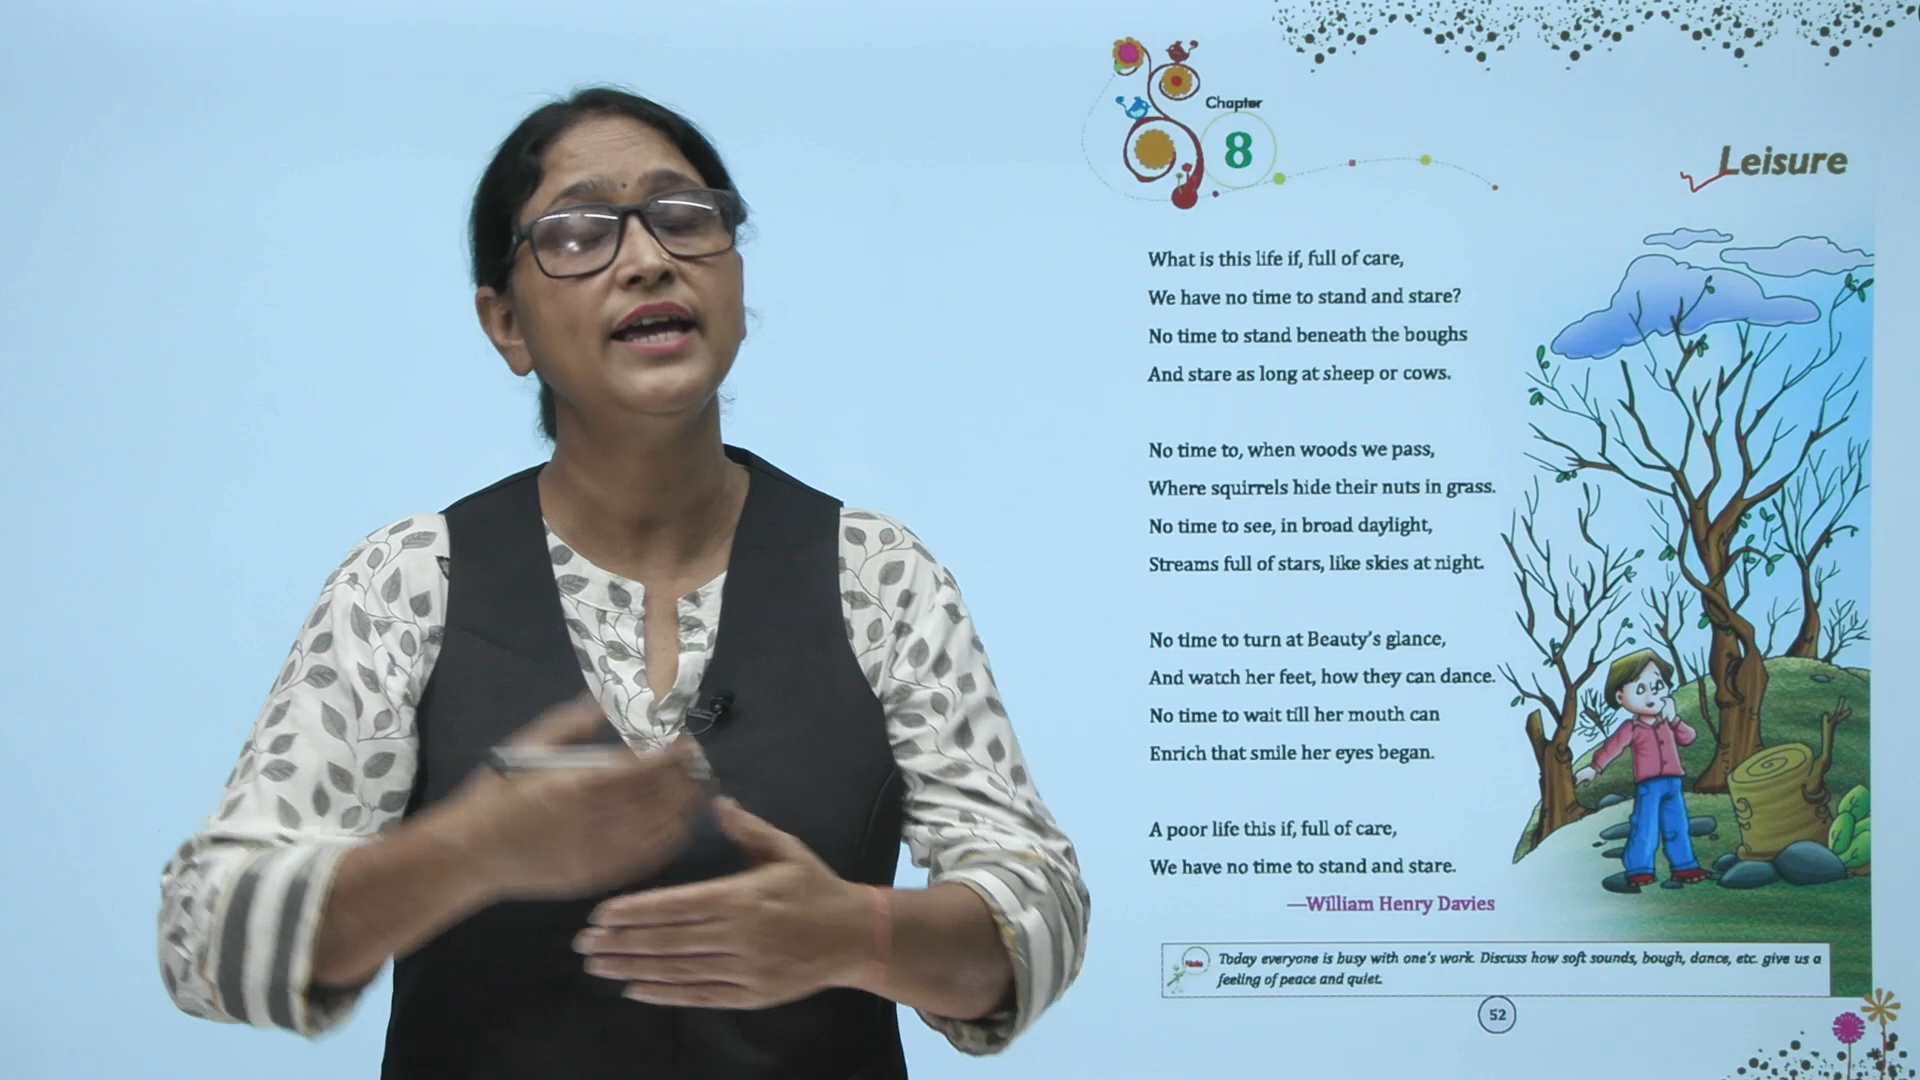 Chapter
8
Leisure
What is this life if, full of care,
We have no time to stand and stare?
No time to stand beneath the boughs
And stare as long at sheep or cows.
No time to, when woods we pass,
Where squirrels hide their nuts in grass.
No time to see, in broad daylight,
Streams full of stars, like skies at night.
No time to turn at Beauty's glance,
And watch her feet, how they can dance.
No time to wait till her mouth can
Enrich that smile her eyes began.
A poor life this if, full of care,
We have no time to stand and stare.
—William Henry Davies
Note
Today everyone is busy with one's work. Discuss how soft sounds, bough, dance, etc. give us a
feeling of peace and quiet.
52